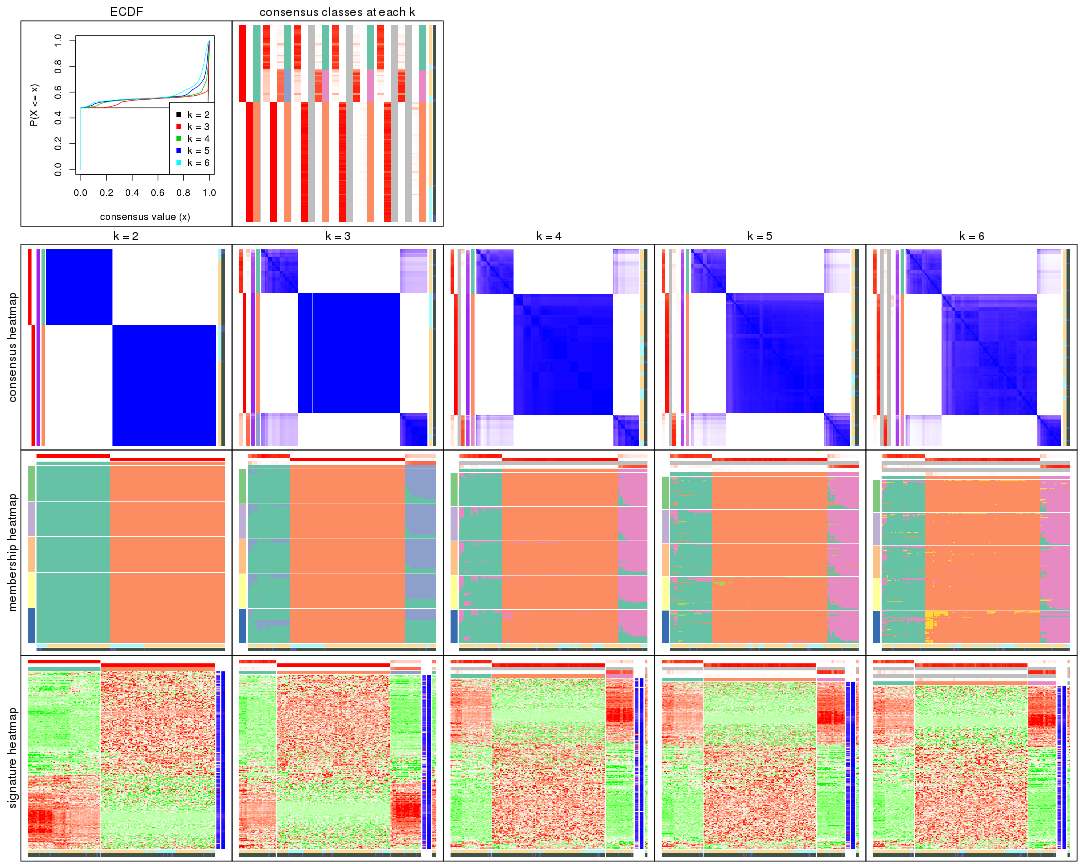 ECDF
consensus classes at each k
P(X <= x)
0.0 0.2 0.4 0.6 0.8 1.0
k = 2
k = 3
k = 4
k = 5
k = 6
0.0 0.2 0.4 0.6 0.8 1.0
consensus value (x)
k = 2
k = 3
k = 4
k = 5
k = 6
consensus heatmap
membership heatmap
signature heatmap